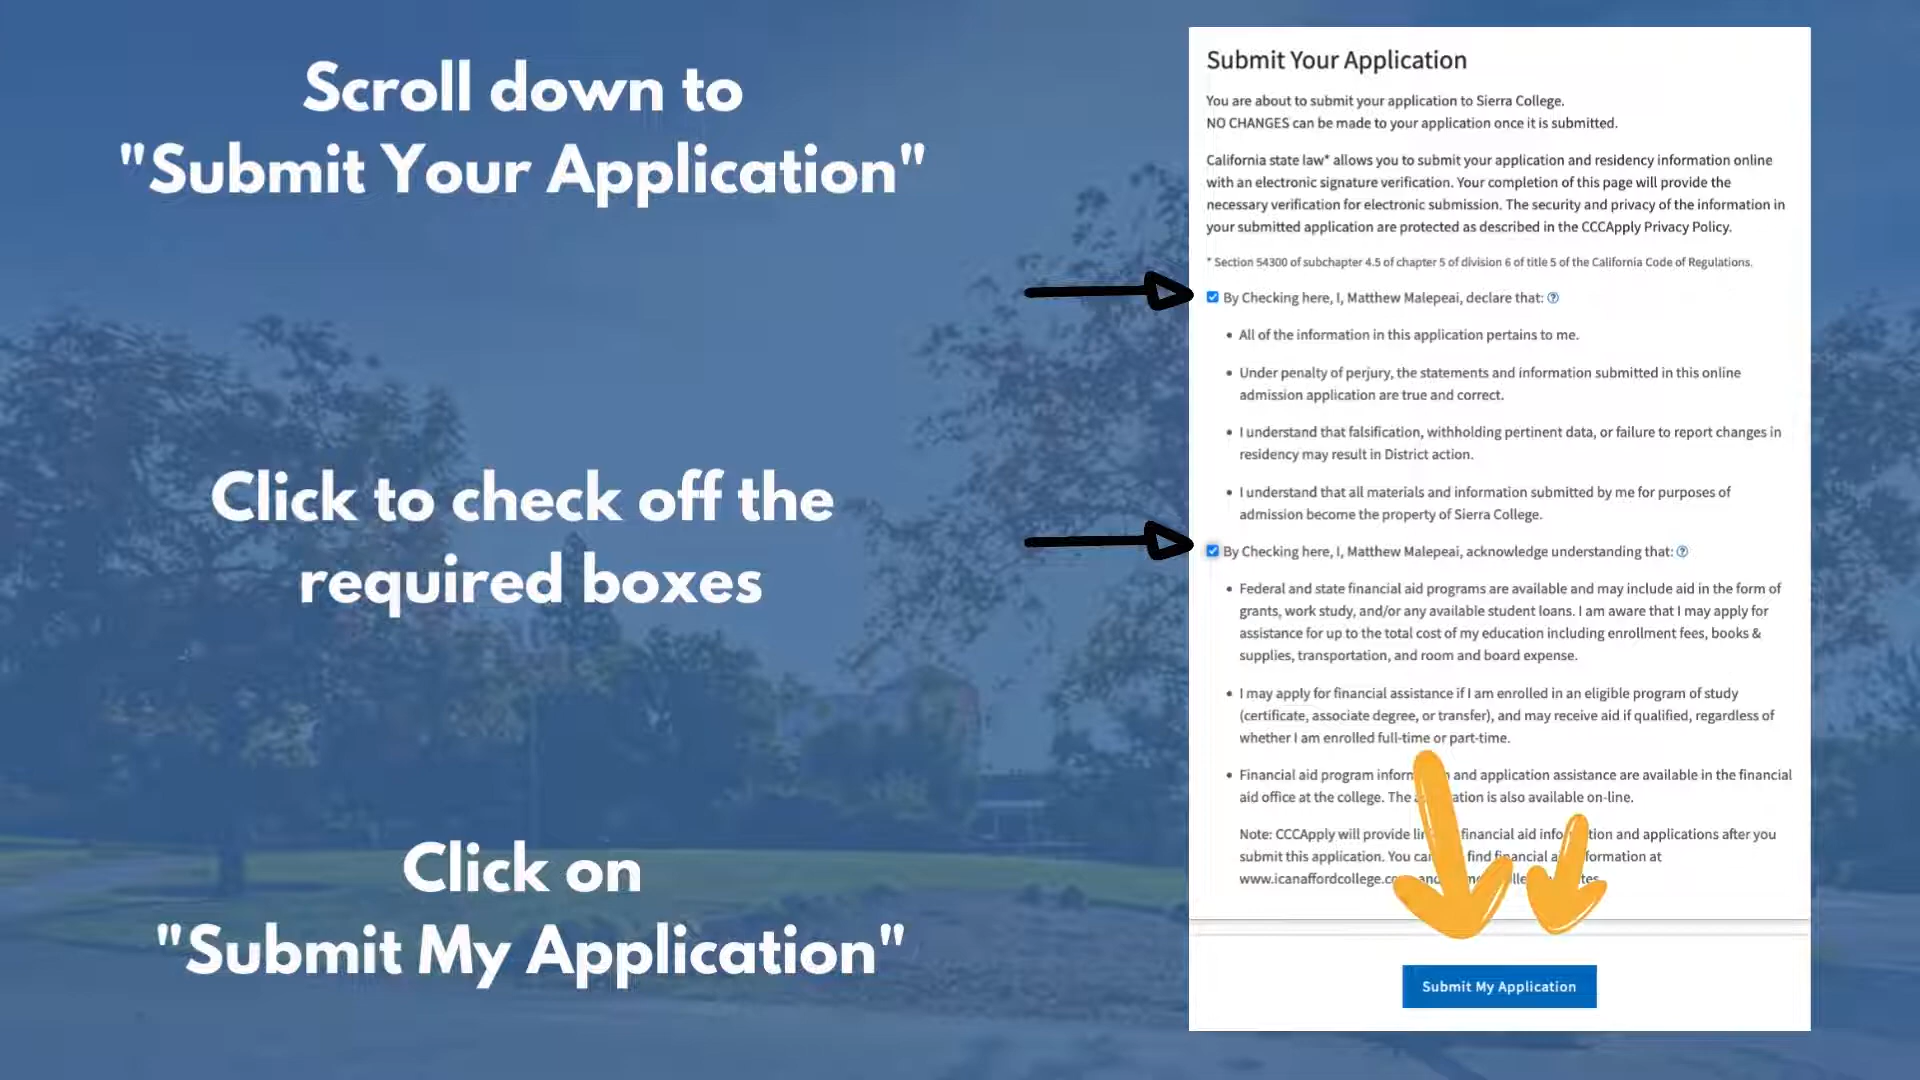 Scroll down to
"Submit Your Application"
Click to check off the
required boxes
Click on
"Submit My Application"
Submit Your Application
You are about to submit your application to Sierra College.
NO CHANGES can be made to your application once it is submitted.
California state law* allows you to submit your application and residency information online
with an electronic signature verification. Your completion of this page will provide the
necessary verification for electronic submission. The security and privacy of the information in
your submitted application are protected as described in the CCCApply Privacy Policy.
* Section 54300 of subchapter 4.5 of chapter 5 of division 6 of title 5 of the California Code of Regulations.
By Checking here, I, Matthew Malepeai, declare that:
• All of the information in this application pertains to me.
• Under penalty of perjury, the statements and information submitted in this online
admission application are true and correct.
• I understand that falsification, withholding pertinent data, or failure to report changes in
residency may result in District action.
• I understand that all materials and information submitted by me for purposes of
admission become the property of Sierra College.
By Checking here, I, Matthew Malepeai, acknowledge understanding that:
• Federal and state financial aid programs are available and may include aid in the form of
grants, work study, and/or any available student loans. I am aware that I may apply for
assistance for up to the total cost of my education including enrollment fees, books &
supplies, transportation, and room and board expense.
• I may apply for financial assistance if I am enrolled in an eligible program of study
(certificate, associate degree, or transfer), and may receive aid if qualified, regardless of
whether I am enrolled full-time or part-time.
• Financial aid program and application assistance are available in the financial
aid office at the college. The is also available on-line.
Note: CCCApply will provide financial aid and applications after you
submit this application. You can find financial at
Submit My Application